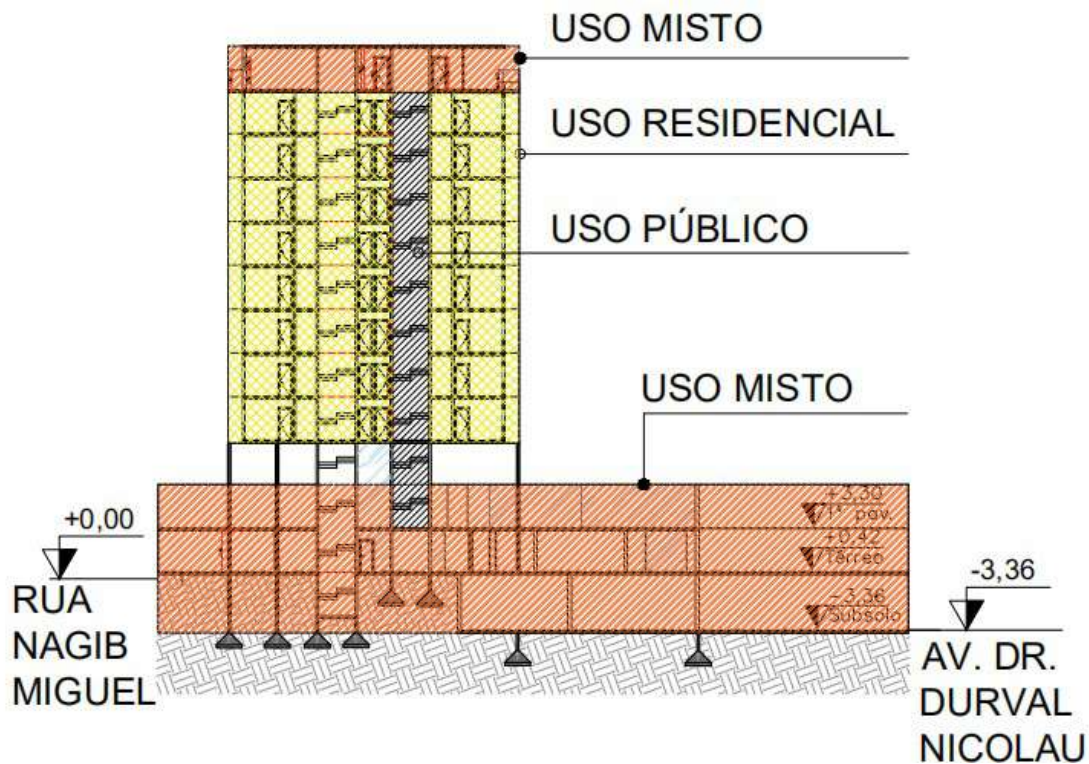 USO MISTO
USO RESIDENCIAL
USO PÚBLICO
USO MISTO
+3,30
1° pav.
+0,00
+0,42
Térreo
-3,36
-3,36
Subsolo
RUA
NAGIB
MIGUEL
AV. DR.
DURVAL
NICOLAU